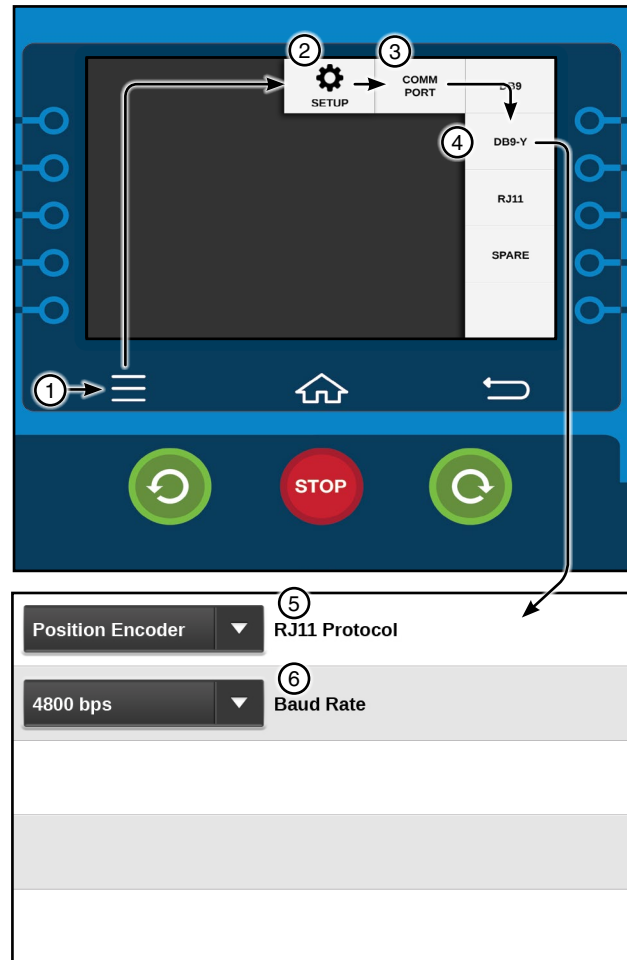 2
3
SETUP
COMM
PORT
DB9
4
DB9-Y
RJ11
SPARE
1
STOP
5
Position Encoder
RJ11 Protocol
6
4800 bps
Baud Rate